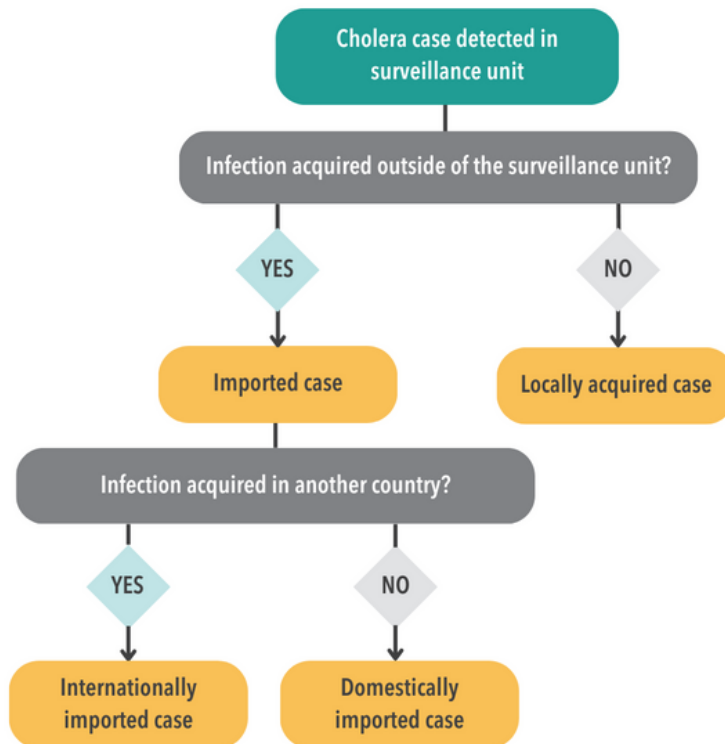 Cholera case detected in
surveillance unit
Infection acquired outside of the surveillance unit?
YES
NO
Imported case
Locally acquired case
Infection acquired in another country?
YES
NO
Internationally
imported case
Domestically
imported case